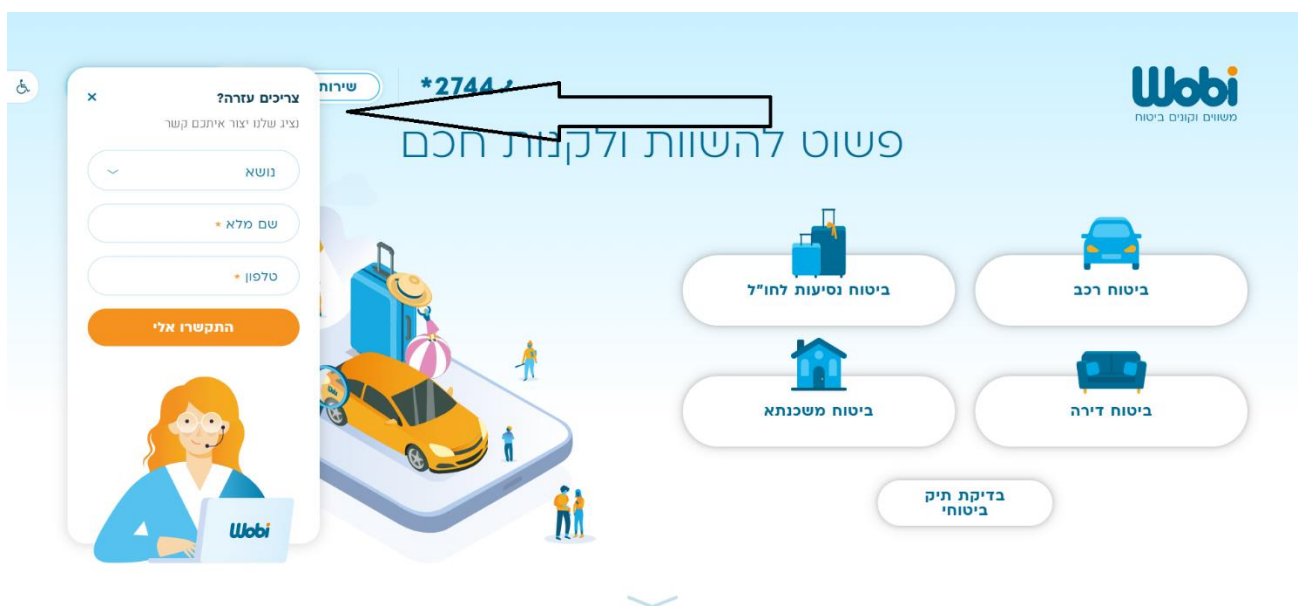 Wobi
משווים וקונים ביטוח
*2744
שירות
פשוט להשוות ולקנות חכם
צריכים עזרה?
נציג שלנו יצור איתכם קשר
נושא
שם מלא *
טלפון *
התקשרו אלי
Wobi
ביטוח רכב
ביטוח נסיעות לחו"ל
ביטוח דירה
ביטוח משכנתא
בדיקת תיק
ביטוחי